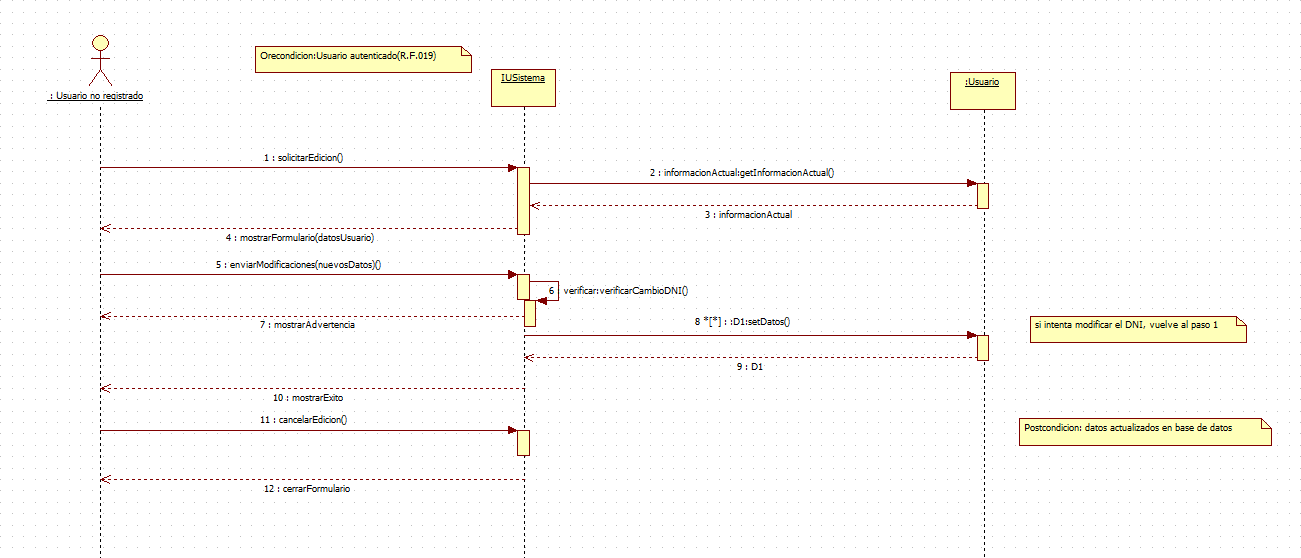 Orecondicion:Usuario autenticado(R.F.019)
IUSistema
:Usuario
: Usuario no registrado
1 : solicitarEdicion()
2 : informacionActual:getInformacionActual()
3 : informacionActual
4 : mostrarFormulario(datosUsuario)
5 : enviarModificaciones(nuevosDatos)()
6 verificar:verificarCambioDNI()
7 : mostrarAdvertencia
8 *[*] : :D1:setDatos()
si intenta modificar el DNI, vuelve al paso 1
9 : D1
10 : mostrarExito
11 : cancelarEdicion()
Postcondicion: datos actualizados en base de datos
12 : cerrarFormulario